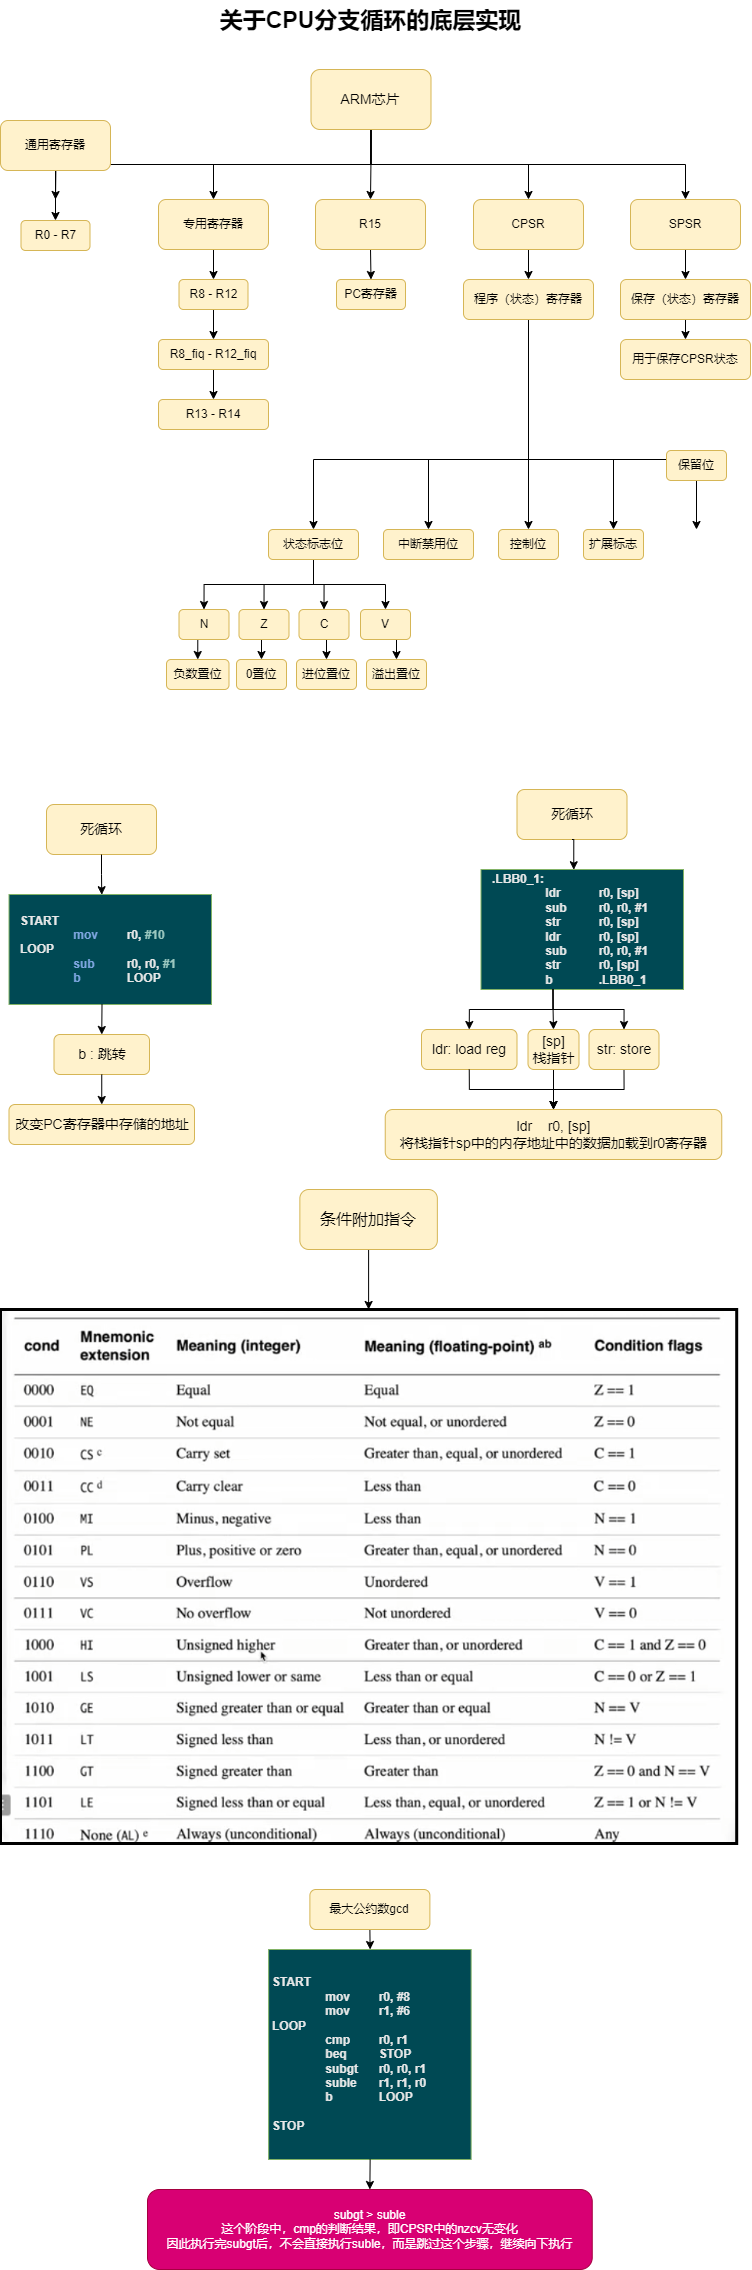 关于CPU分支循环的底层实现
ARM芯片
通用寄存器
R0 - R7
专用寄存器
R15
CPSR
SPSR
R8 - R12
PC寄存器
程序（状态）寄存器
保存（状态）寄存器
R8_fiq - R12_fiq
用于保存CPSR状态
R13 - R14
保留位
状态标志位
中断禁用位
控制位
扩展标志
N
Z
C
V
负数置位
0置位
进位置位
溢出置位
死循环
START
mov r0, #10
LOOP
sub r0, r0, #1
b LOOP
b : 跳转
改变PC寄存器中存储的地址
死循环
.LBB0_1:
ldr r0, [sp]
sub r0, r0, #1
str r0, [sp]
ldr r0, [sp]
sub r0, r0, #1
str r0, [sp]
b .LBB0_1
ldr: load reg
[sp]
栈指针
str: store
ldr r0, [sp]
将栈指针sp中的内存地址中的数据加载到r0寄存器
条件附加指令
cond Mnemonic extension Meaning (integer) Meaning (floating-point) ab Condition flags
0000 EQ Equal Equal Z == 1
0001 NE Not equal Not equal, or unordered Z == 0
0010 CS c Carry set Greater than, equal, or unordered C == 1
0011 CC d Carry clear Less than C == 0
0100 MI Minus, negative Less than N == 1
0101 PL Plus, positive or zero Greater than, equal, or unordered N == 0
0110 VS Overflow Unordered V == 1
0111 VC No overflow Not unordered V == 0
1000 HI Unsigned higher Greater than, or unordered C == 1 and Z == 0
1001 LS Unsigned lower or same Less than or equal C == 0 or Z == 1
1010 GE Signed greater than or equal Greater than or equal N == V
1011 LT Signed less than Less than, or unordered N != V
1100 GT Signed greater than Greater than Z == 0 and N == V
1101 LE Signed less than or equal Less than, equal, or unordered Z == 1 or N != V
1110 None (AL) e Always (unconditional) Always (unconditional) Any
最大公约数gcd
START
mov r0, #8
mov r1, #6
LOOP
cmp r0, r1
beq STOP
subgt r0, r0, r1
suble r1, r1, r0
b LOOP
STOP
subgt > suble
这个阶段中，cmp的判断结果，即CPSR中的nzcv无变化
因此执行完subgt后，不会直接执行suble，而是跳过这个步骤，继续向下执行